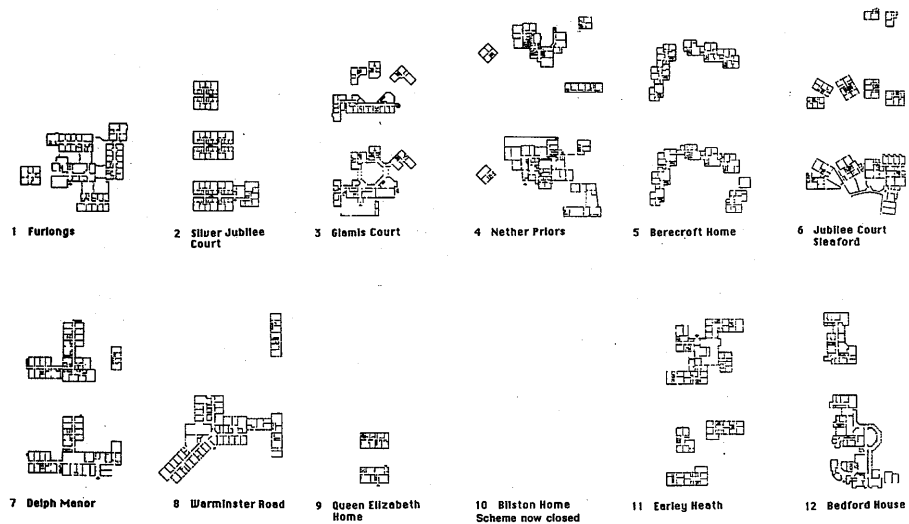 1 Furlongs
2 Silver Jubilee
Court
3 Glamis Court
4 Nether Priors
5 Berecroft Home
6 Jubilee Court
Sleaford
7 Delph Manor
8 Warminster Road
9 Queen Elizabeth
Home
10 Bilston Home
Scheme now closed
11 Earley Heath
12 Bedford House